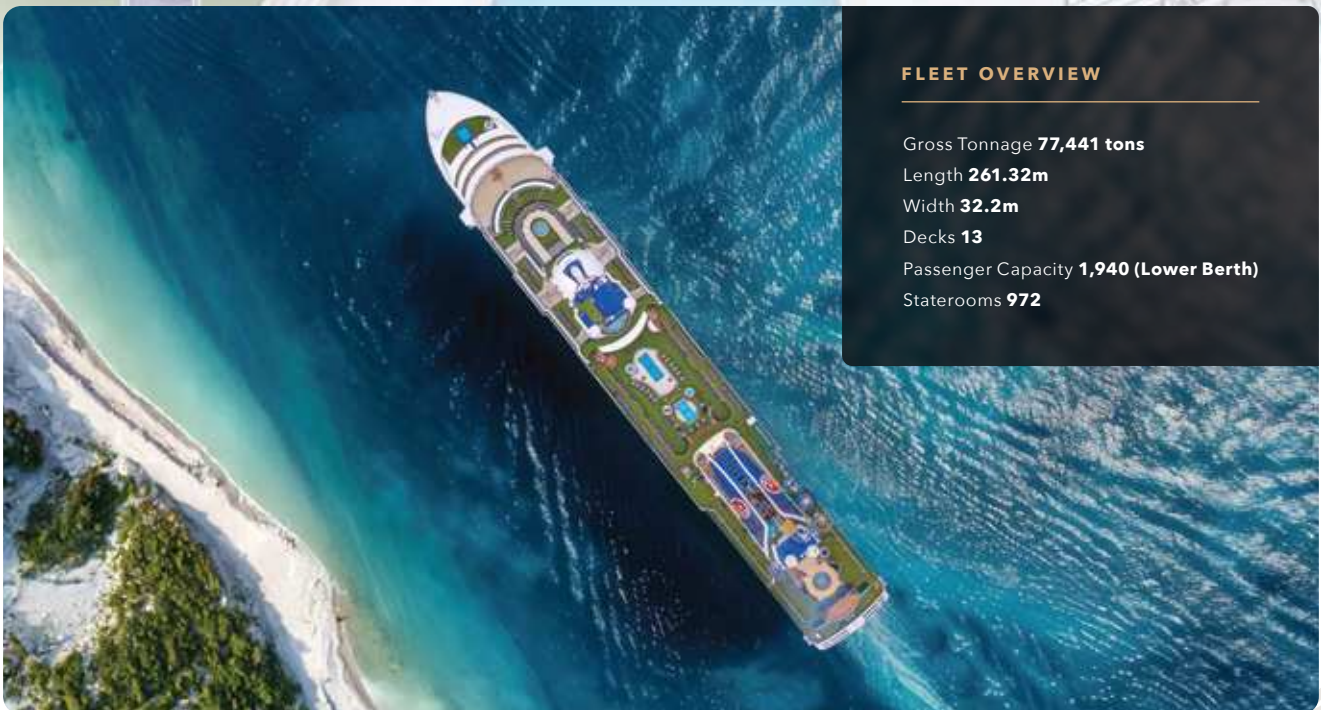 FLEET OVERVIEW
Gross Tonnage 77,441 tons
Length 261.32m
Width 32.2m
Decks 13
Passenger Capacity 1,940 (Lower Berth)
Staterooms 972